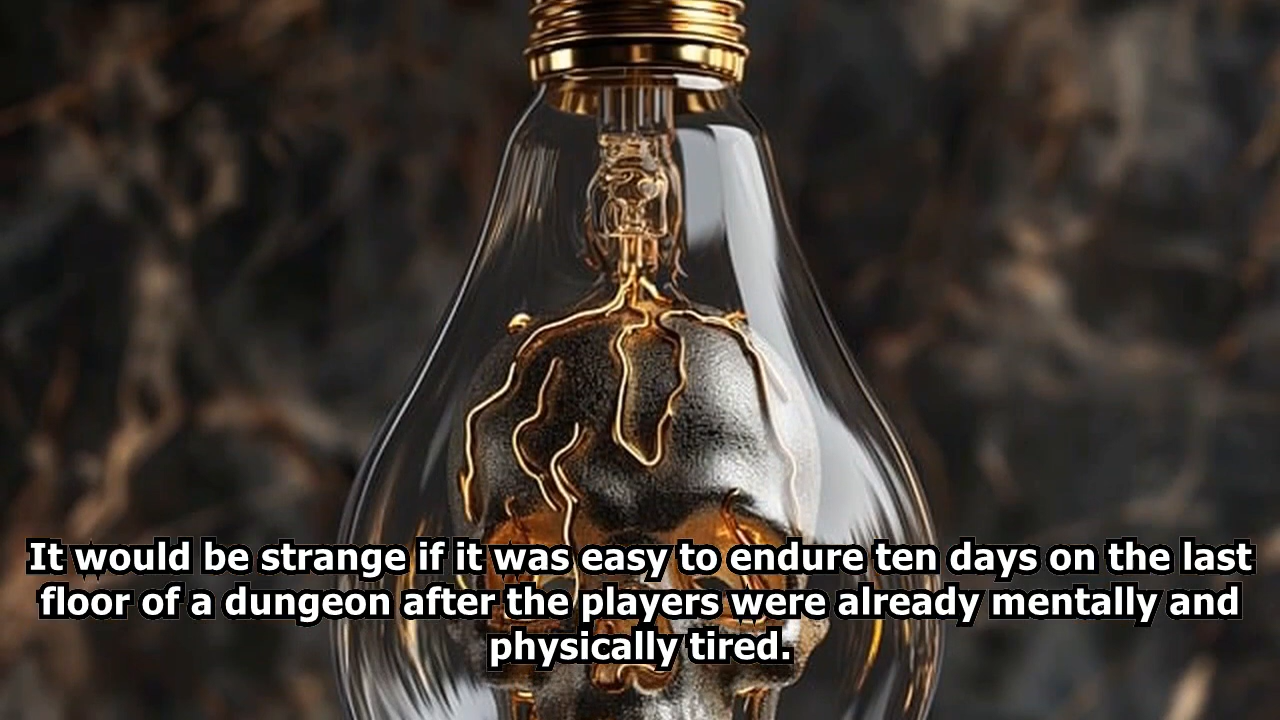 It would be strange if it was easy to endure ten days on the last
floor of a dungeon after the players were already mentally and
physically tired.